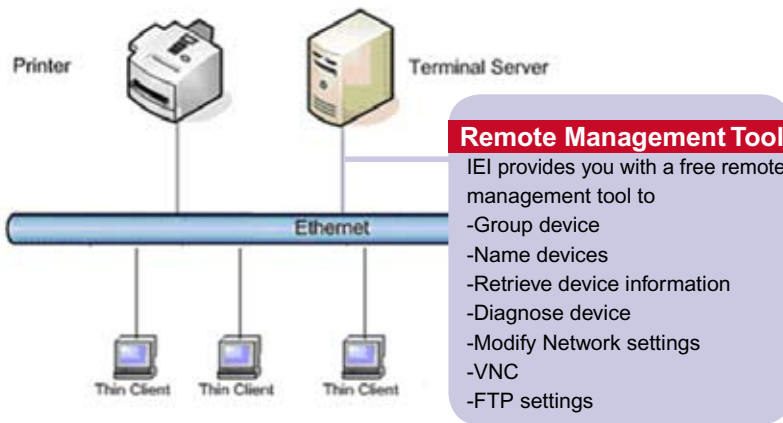 Printer
Terminal Server
Remote Management Tool
IEI provides you with a free remote
management tool to
-Group device
-Name devices
-Retrieve device information
-Diagnose device
-Modify Network settings
-VNC
-FTP settings
Ethernet
Thin Client
Thin Client
Thin Client